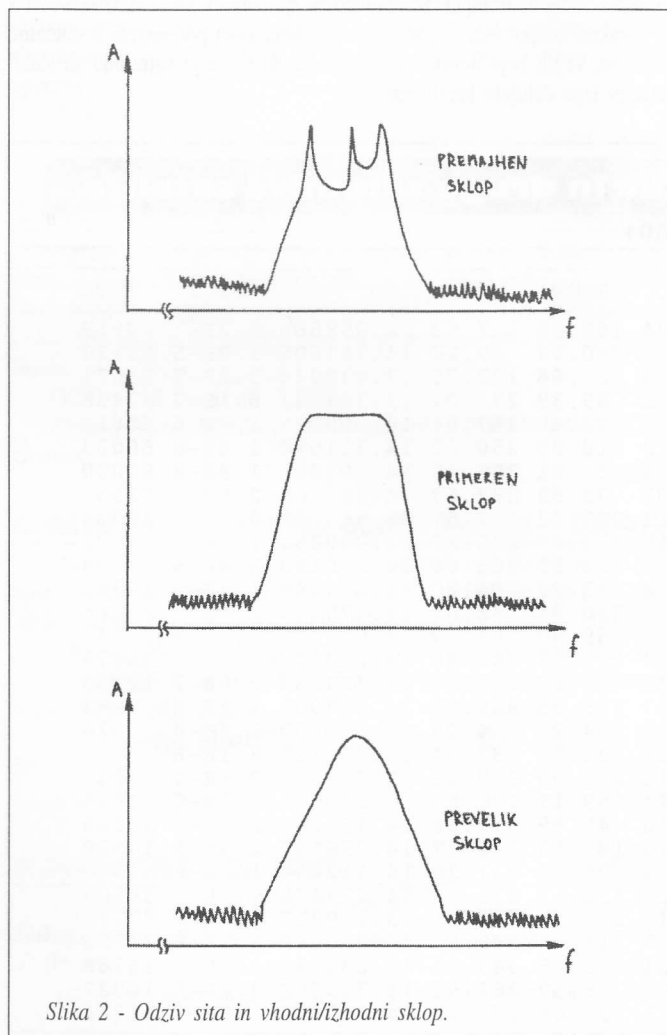 A
PREMAJHEN
SKLOP
f
A
PRIMEREN
SKLOP
f
A
PREVELIK
SKLOP
f
Slika 2 - Odziv sita in vhodni/izhodni sklop.